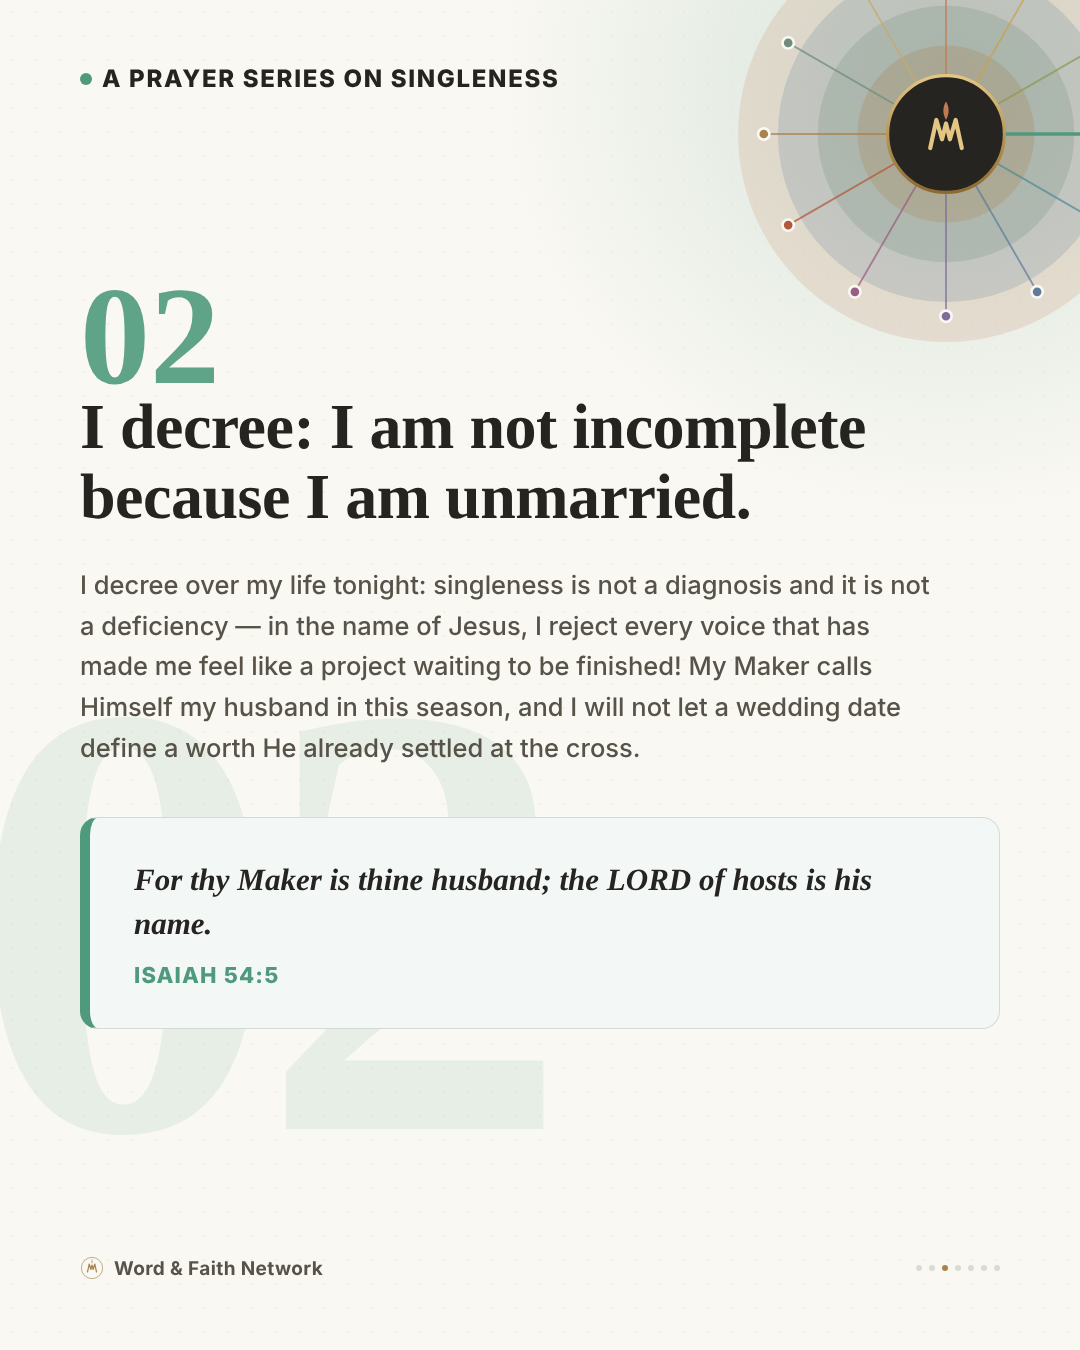 A PRAYER SERIES ON SINGLENESS
02
I decree: I am not incomplete
because I am unmarried.
I decree over my life tonight: singleness is not a diagnosis and it is not
a deficiency — in the name of Jesus, I reject every voice that has
made me feel like a project waiting to be finished! My Maker calls
Himself my husband in this season, and I will not let a wedding date
define a worth He already settled at the cross.
02
For thy Maker is thine husband; the LORD of hosts is his
name.
ISAIAH 54:5
Word & Faith Network